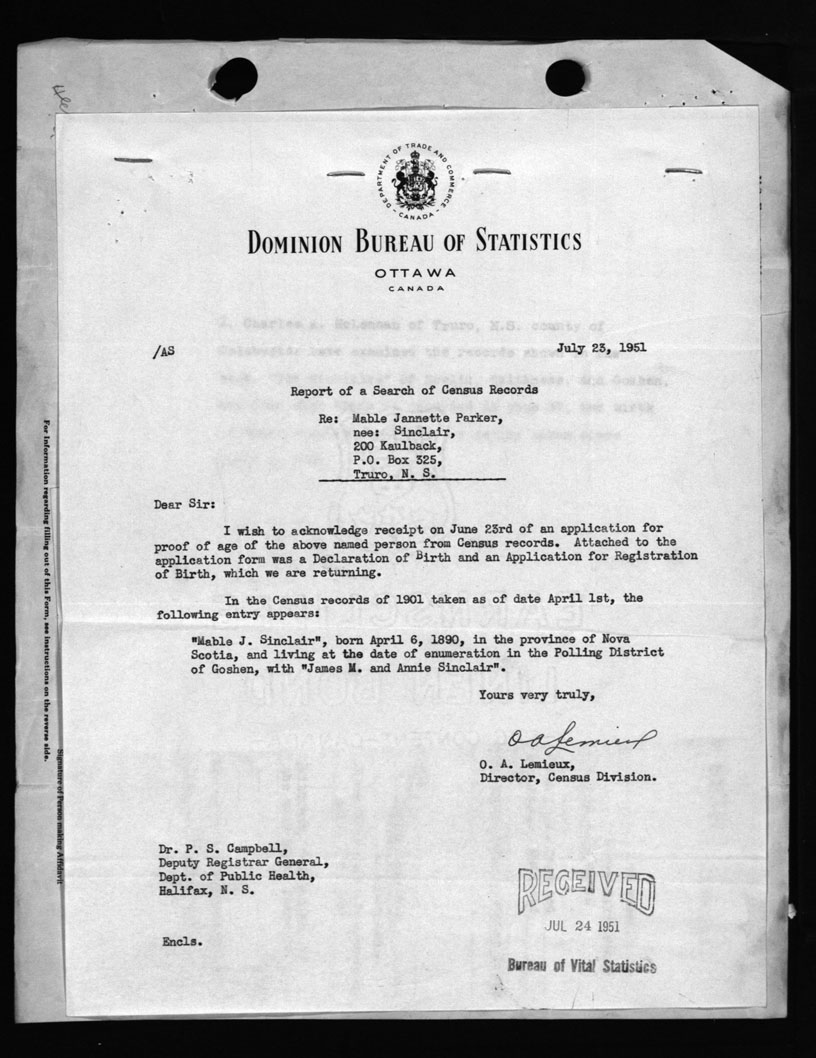 DEPARTMENT OF TRADE AND COMMERCE
- CANADA -
DOMINION BUREAU OF STATISTICS
OTTAWA
CANADA
/AS
July 23, 1951
Report of a Search of Census Records
Re: Mable Jannette Parker,
nee: Sinclair,
200 Kaulback,
P.O. Box 325,
Truro, N. S.
Dear Sir:
I wish to acknowledge receipt on June 23rd of an application for
proof of age of the above named person from Census records. Attached to the
application form was a Declaration of Birth and an Application for Registration
of Birth, which we are returning.
In the Census records of 1901 taken as of date April 1st, the
following entry appears:
"Mable J. Sinclair", born April 6, 1890, in the province of Nova
Scotia, and living at the date of enumeration in the Polling District
of Goshen, with "James M. and Annie Sinclair".
Yours very truly,
O A Lemieux
O. A. Lemieux,
Director, Census Division.
Dr. P. S. Campbell,
Deputy Registrar General,
Dept. of Public Health,
Halifax, N. S.
Encls.
RECEIVED
JUL 24 1951
Bureau of Vital Statistics
For Information regarding filling out of this Form, see instructions on the reverse side.
Signature of Person making Affidavit